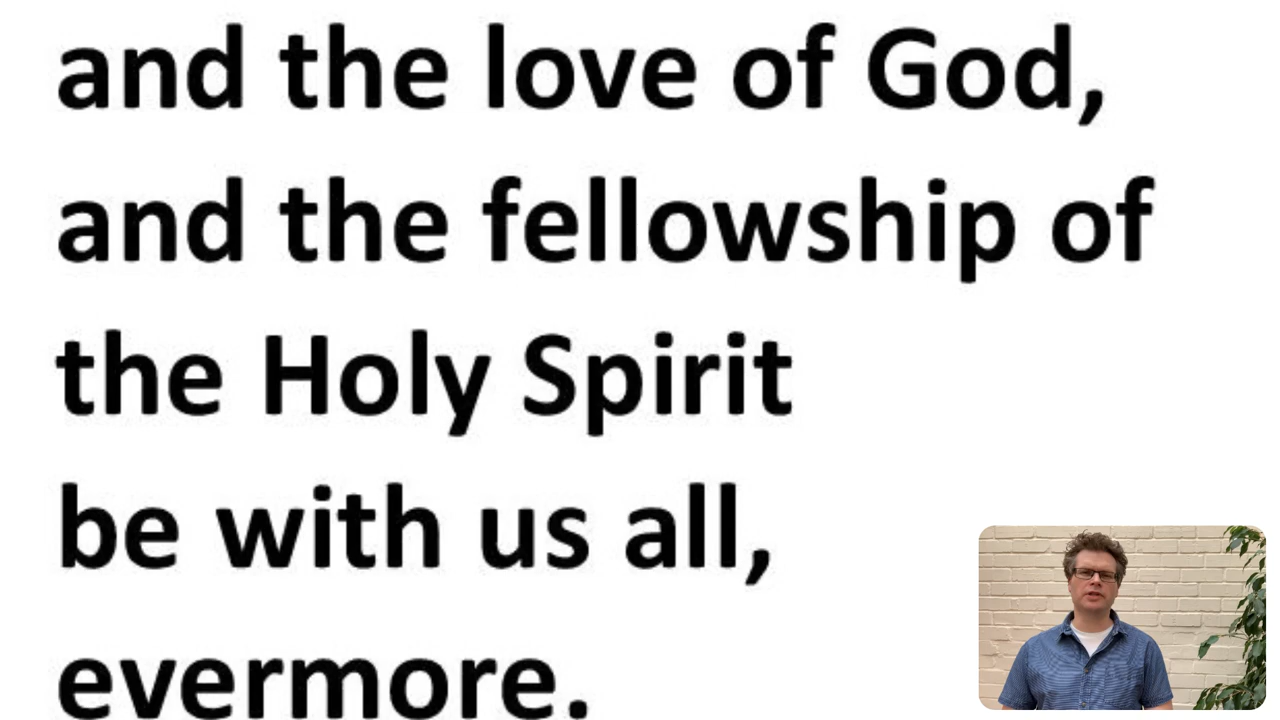 and the love of God,
and the fellowship of
the Holy Spirit
be with us all,
evermore.